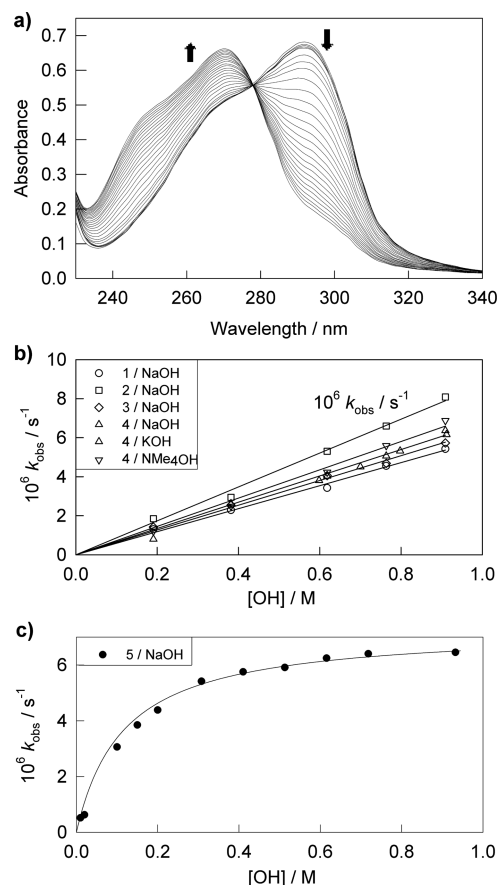 a)
0.7
0.6
0.5
0.4
0.3
0.2
0.1
0.0
Absorbance
240 260 280 300 320 340
Wavelength / nm
b)
10
8
6
4
2
0
10⁶ kobs / s⁻¹
1 / NaOH
2 / NaOH
3 / NaOH
4 / NaOH
4 / KOH
4 / NMe₄OH
10⁶ kobs / s⁻¹
0.0 0.2 0.4 0.6 0.8 1.0
[OH] / M
c)
5 / NaOH
6
4
2
0
10⁶ kobs / s⁻¹
0.0 0.2 0.4 0.6 0.8 1.0
[OH] / M